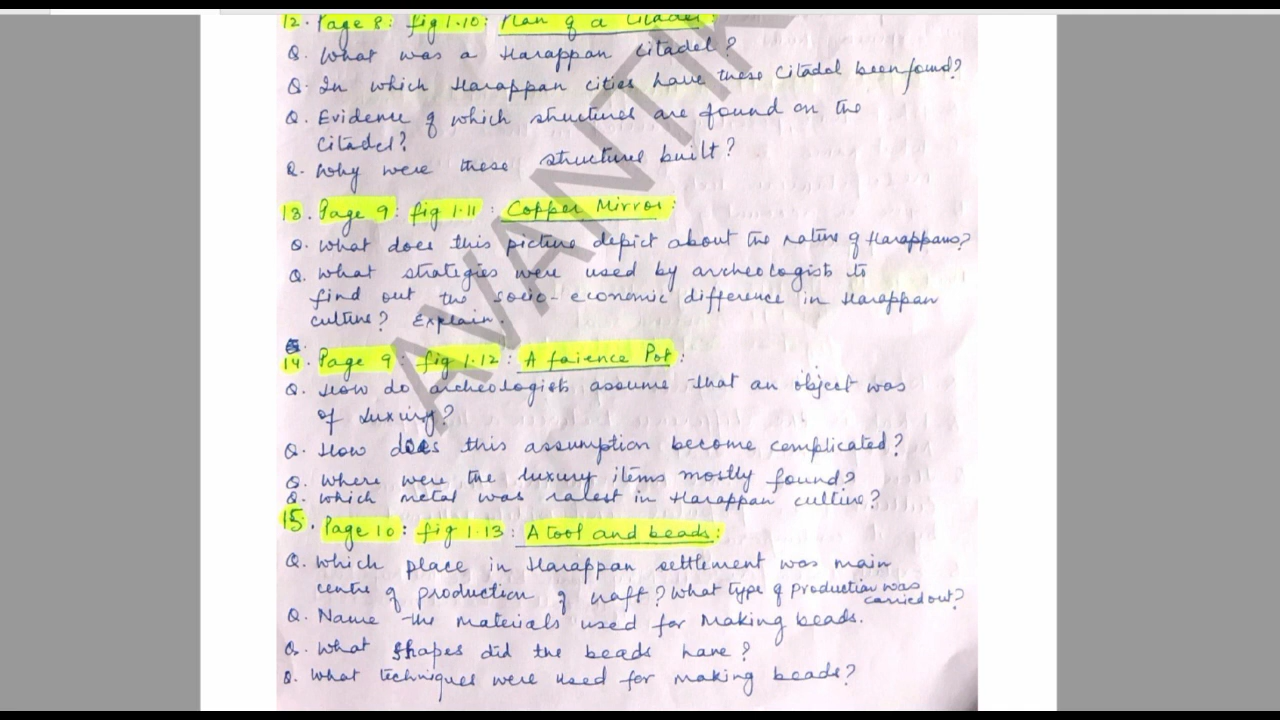 12. Page 8: fig 1.10: Plan of a Citadel:
Q. What was a Harappan Citadel?
Q. In which Harappan cities have these Citadel been found?
Q. Evidence of which structures are found on the
Citadel?
Q. Why were these structures built?
13. Page 9: fig 1.11: Copper Mirror:
Q. What does this picture depict about the nature of Harappans?
Q. What strategies were used by archeologist to
find out the socio-economic difference in Harappan
culture? Explain.
14. Page 9: fig 1.12: A faience Pot:
Q. How do archeologists assume that an object was
of Luxury?
Q. How does this assumption become complicated?
Q. Where were the luxury items mostly found?
Q. Which metal was rarest in Harappan culture?
15. Page 10: fig 1.13: A tool and beads:
Q. Which place in Harappan settlement was main
centre of production of craft? What type of production was
carried out?
Q. Name the materials used for Making beads.
Q. What shapes did the beads have?
Q. What techniques were used for making beads?
AVANTIK